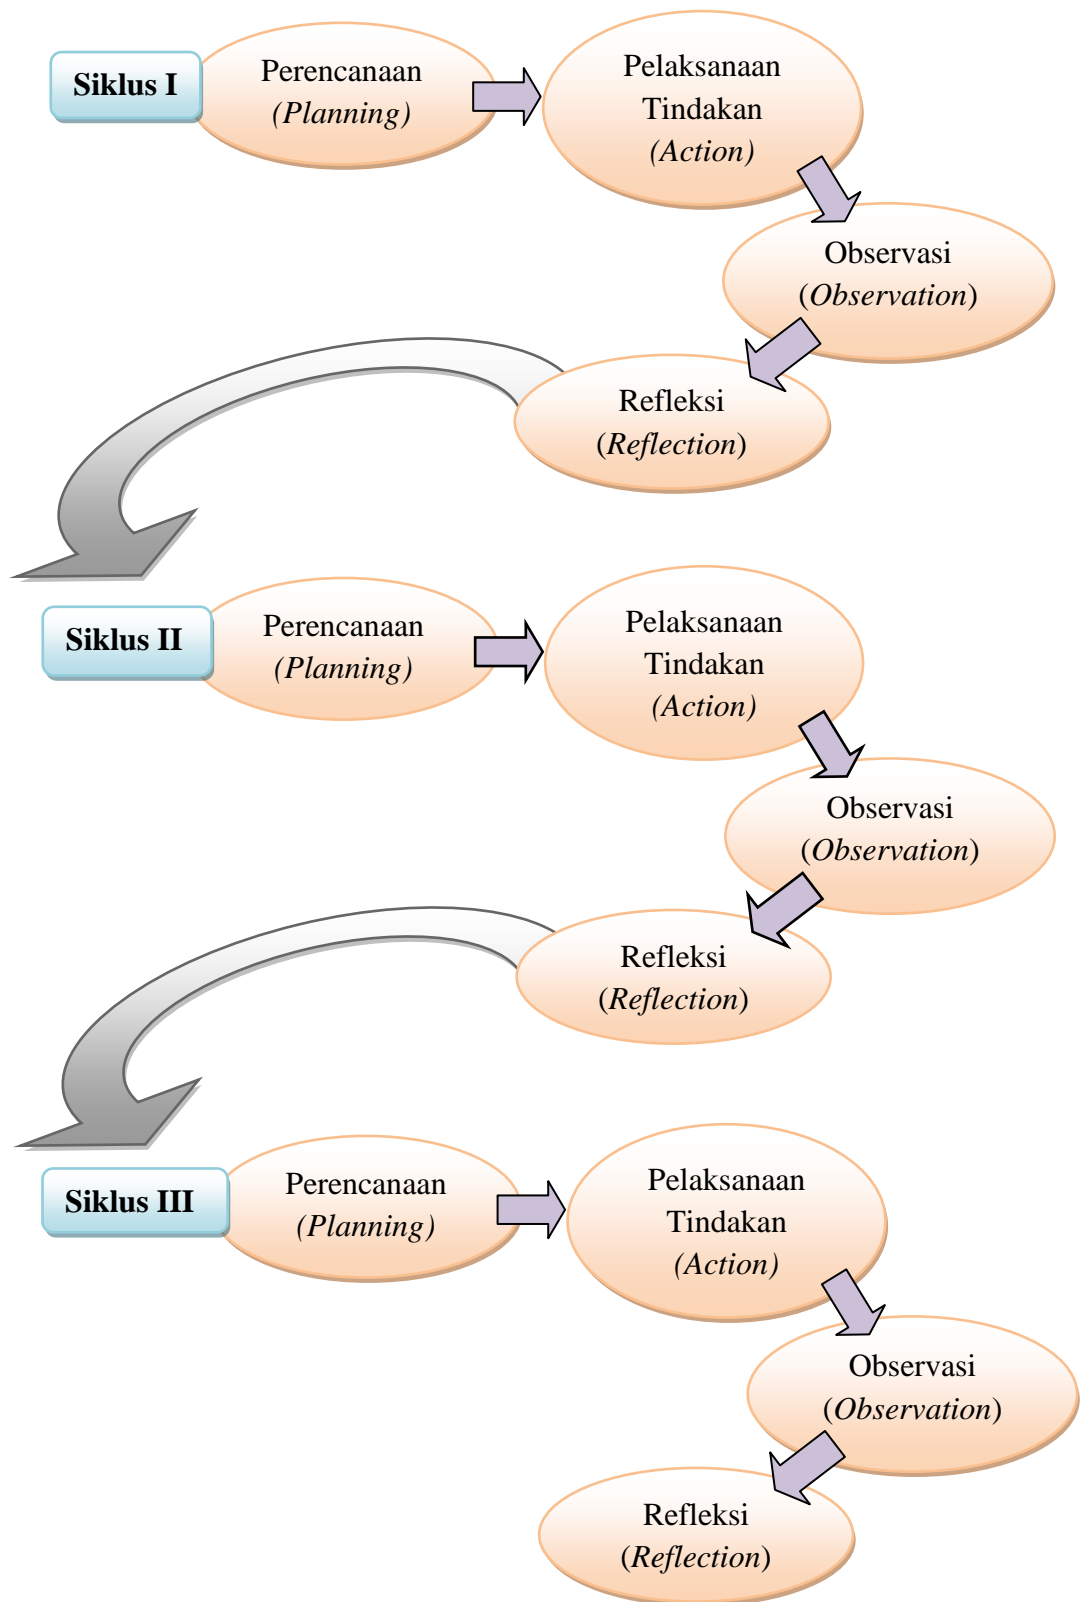 Siklus I
Perencanaan
(Planning)
Pelaksanaan
Tindakan
(Action)
Observasi
(Observation)
Refleksi
(Reflection)
Siklus II
Perencanaan
(Planning)
Pelaksanaan
Tindakan
(Action)
Observasi
(Observation)
Refleksi
(Reflection)
Siklus III
Perencanaan
(Planning)
Pelaksanaan
Tindakan
(Action)
Observasi
(Observation)
Refleksi
(Reflection)